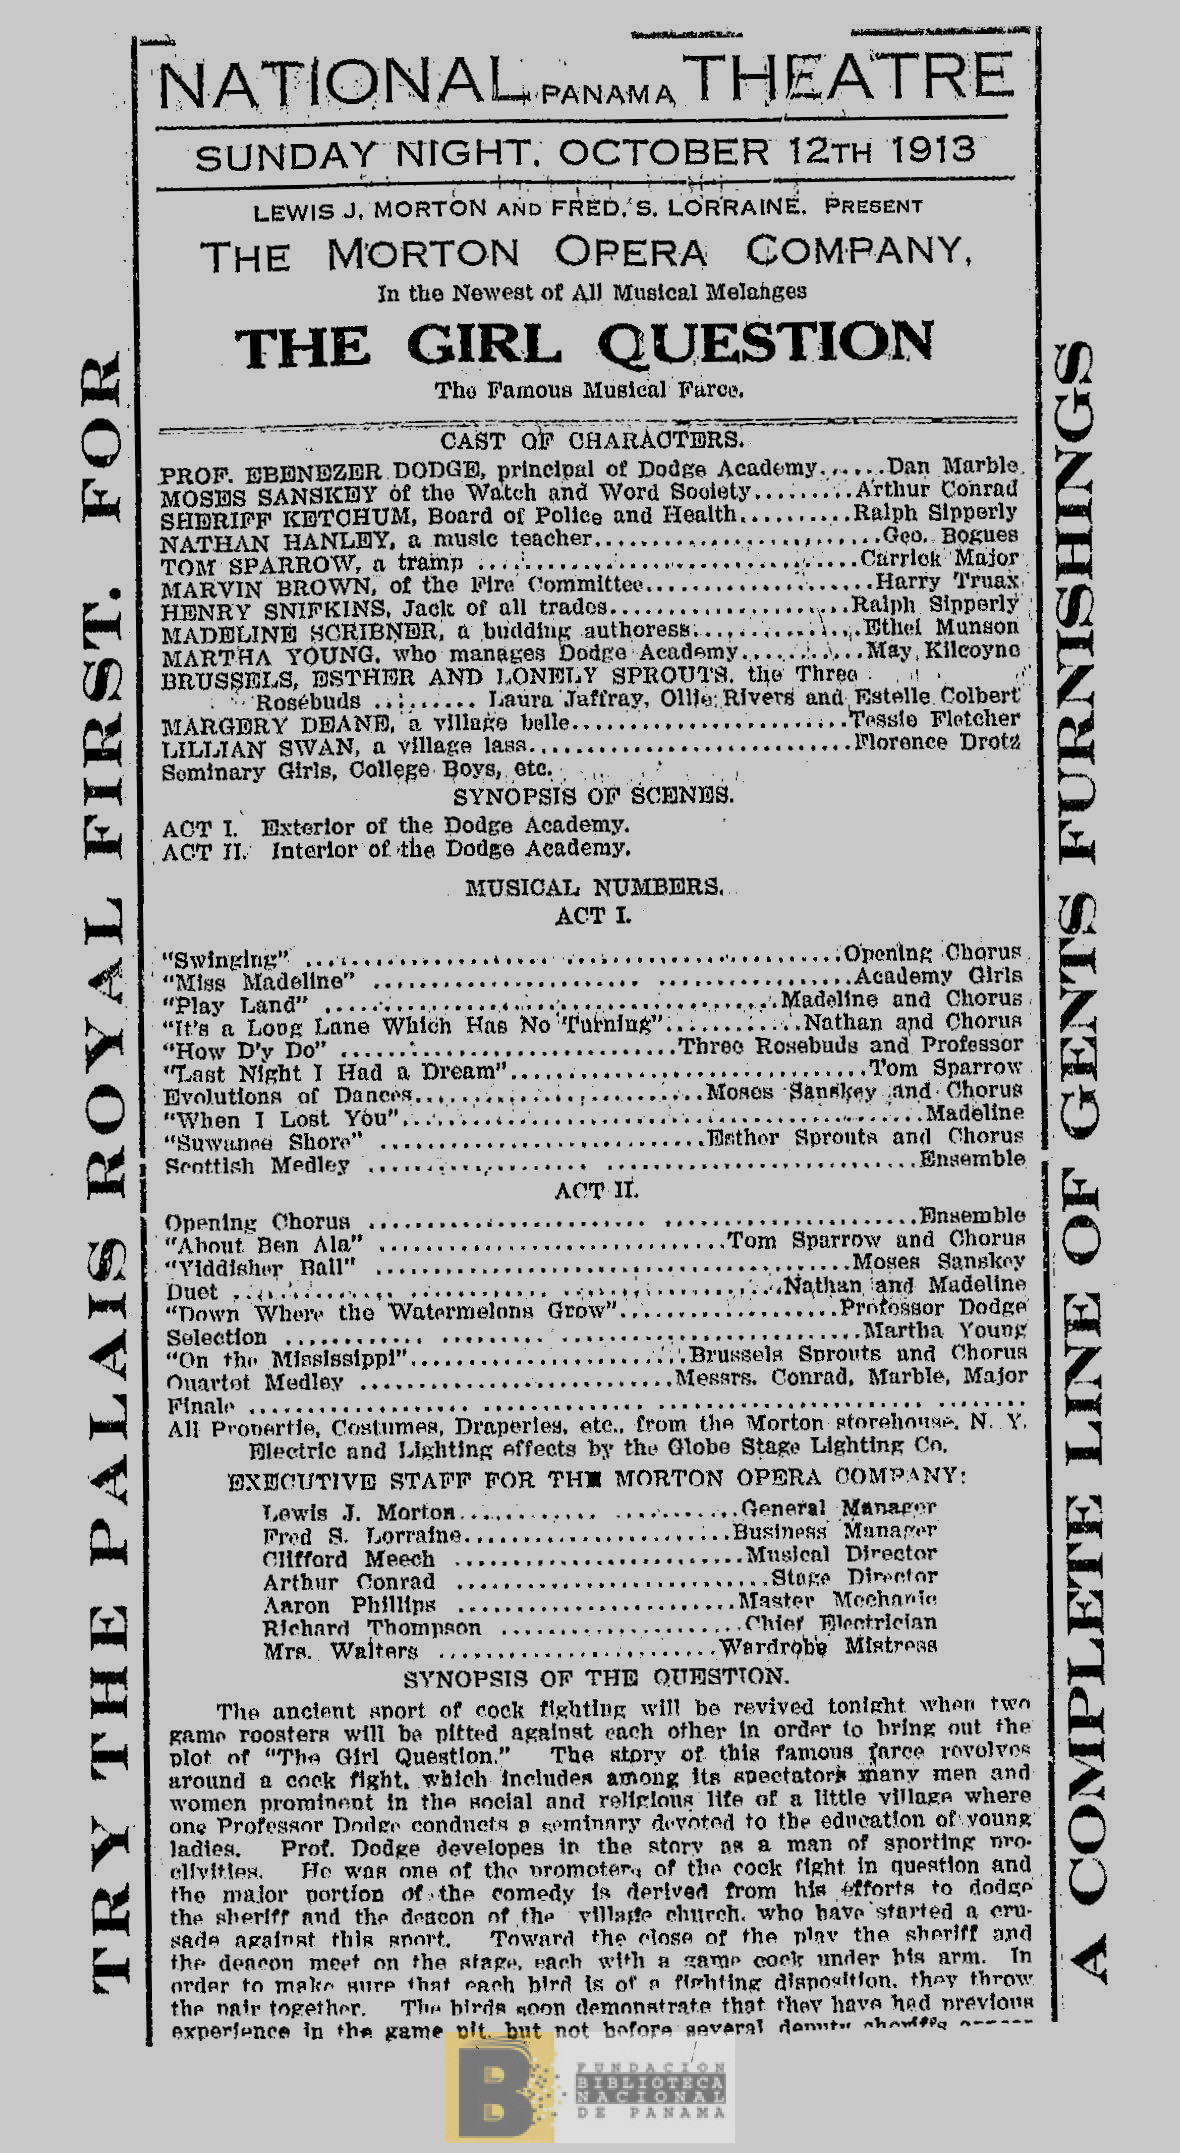 NATIONAL PANAMA THEATRE
SUNDAY NIGHT, OCTOBER 12TH 1913
LEWIS J. MORTON AND FRED. S. LORRAINE. PRESENT
THE MORTON OPERA COMPANY,
In the Newest of All Musical Melanges
THE GIRL QUESTION
The Famous Musical Farce.
CAST OF CHARACTERS.
PROF. EBENEZER DODGE, principal of Dodge Academy......Dan Marble
MOSES SANSKEY of the Watch and Word Society.........Arthur Conrad
SHERIFF KETCHUM, Board of Police and Health..........Ralph Sipperly
NATHAN HANLEY, a music teacher..........................Geo. Bogues
TOM SPARROW, a tramp ..................................Carrick Major
MARVIN BROWN, of the Fire Committee....................Harry Truax
HENRY SNIFKINS, Jack of all trades.....................Ralph Sipperly
MADELINE SCRIBNER, a budding authoress...............Ethel Munson
MARTHA YOUNG, who manages Dodge Academy...........May Kilcoyne
BRUSSELS, ESTHER AND LONELY SPROUTS, the Three
Rosebuds .......... Laura Jaffray, Ollie Rivers and Estelle Colbert
MARGERY DEANE, a village belle........................Tessie Fletcher
LILLIAN SWAN, a village lass............................Florence Drotz
Seminary Girls, College Boys, etc.
SYNOPSIS OF SCENES.
ACT I. Exterior of the Dodge Academy.
ACT II. Interior of the Dodge Academy.
MUSICAL NUMBERS.
ACT I.
"Swinging" ..............................................Opening Chorus
"Miss Madeline" .........................................Academy Girls
"Play Land" .......................................Madeline and Chorus
"It's a Long Lane Which Has No Turning"............Nathan and Chorus
"How D'y Do" .............................Three Rosebuds and Professor
"Last Night I Had a Dream"...............................Tom Sparrow
Evolutions of Dances.........................Moses Sanskey and Chorus
"When I Lost You"............................................Madeline
"Suwanee Shore" ............................Esther Sprouts and Chorus
Scottish Medley ..............................................Ensemble
ACT II.
Opening Chorus ..............................................Ensemble
"About Ben Ala" ..............................Tom Sparrow and Chorus
"Yiddisher Ball" .........................................Moses Sanskey
Duet ...............................................Nathan and Madeline
"Down Where the Watermelons Grow"...................Professor Dodge
Selection .................................................Martha Young
"On the Mississippi"........................Brussels Sprouts and Chorus
Quartet Medley ...........................Messrs. Conrad, Marble, Major
Finale ......................................................................
All Propertie, Costumes, Draperies, etc., from the Morton storehouse, N. Y.
Electric and Lighting effects by the Globe Stage Lighting Co.
EXECUTIVE STAFF FOR THE MORTON OPERA COMPANY:
Lewis J. Morton........................General Manager
Fred S. Lorraine.......................Business Manager
Clifford Meech .........................Musical Director
Arthur Conrad ...........................Stage Director
Aaron Phillips ........................Master Mechanic
Richard Thompson .....................Chief Electrician
Mrs. Walters ........................Wardrobe Mistress
SYNOPSIS OF THE QUESTION.
The ancient sport of cock fighting will be revived tonight when two
game roosters will be pitted against each other in order to bring out the
plot of "The Girl Question." The story of this famous farce revolves
around a cock fight, which includes among its spectators many men and
women prominent in the social and religious life of a little village where
one Professor Dodge conducts a seminary devoted to the education of young
ladies. Prof. Dodge developes in the story as a man of sporting pro-
clivities. He was one of the promoters of the cock fight in question and
the major portion of the comedy is derived from his efforts to dodge
the sheriff and the deacon of the village church, who have started a cru-
sade against this sport. Toward the close of the play the sheriff and
the deacon meet on the stage, each with a game cock under his arm. In
order to make sure that each bird is of a fighting disposition, they throw
the pair together. The birds soon demonstrate that they have had previous
experience in the game pit, but not before several deputy sheriffs appear
TRY THE PALAIS ROYAL FIRST. FOR
A COMPLETE LINE OF GENTS FURNISHINGS
B
FUNDACION
BIBLIOTECA
NACIONAL
DE PANAMA